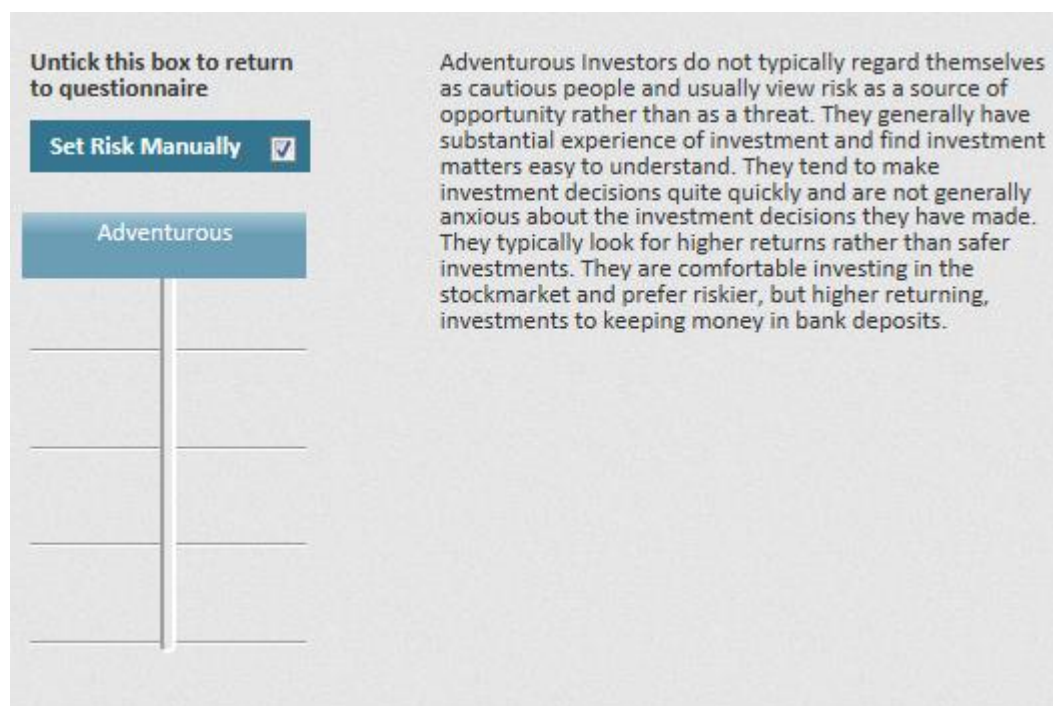 Untick this box to return
to questionnaire
Set Risk Manually
Adventurous
Adventurous Investors do not typically regard themselves
as cautious people and usually view risk as a source of
opportunity rather than as a threat. They generally have
substantial experience of investment and find investment
matters easy to understand. They tend to make
investment decisions quite quickly and are not generally
anxious about the investment decisions they have made.
They typically look for higher returns rather than safer
investments. They are comfortable investing in the
stockmarket and prefer riskier, but higher returning,
investments to keeping money in bank deposits.